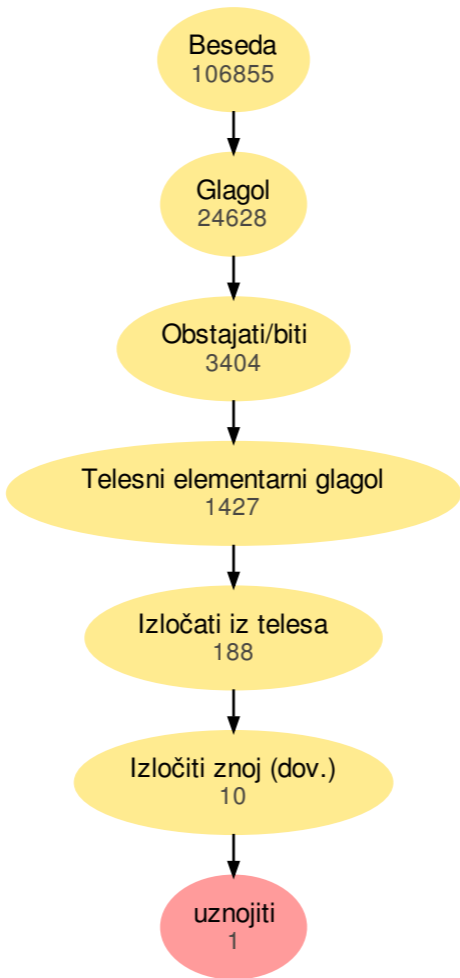 Beseda
106855
Glagol
24628
Obstajati/biti
3404
Telesni elementarni glagol
1427
Izločati iz telesa
188
Izločiti znoj (dov.)
10
uznojiti
1